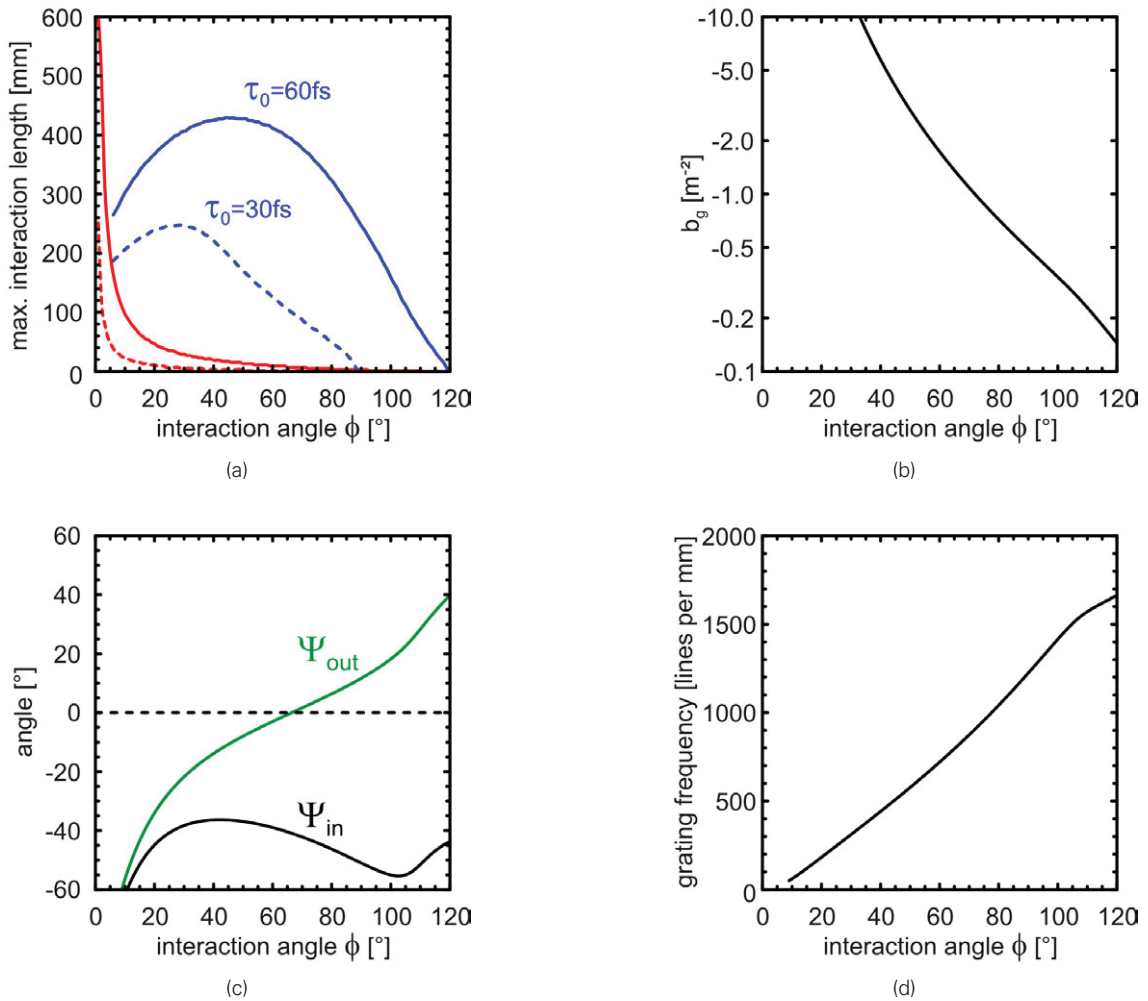 600
500
400
300
200
100
0
max. interaction length [mm]
τ0=60fs
τ0=30fs
0 20 40 60 80 100 120
interaction angle ϕ [°]
(a)
-10.0
-5.0
-2.0
-1.0
-0.5
-0.2
-0.1
bg [m⁻²]
0 20 40 60 80 100 120
interaction angle ϕ [°]
(b)
60
40
20
0
-20
-40
-60
angle [°]
Ψout
Ψin
0 20 40 60 80 100 120
interaction angle ϕ [°]
(c)
2000
1500
1000
500
0
grating frequency [lines per mm]
0 20 40 60 80 100 120
interaction angle ϕ [°]
(d)